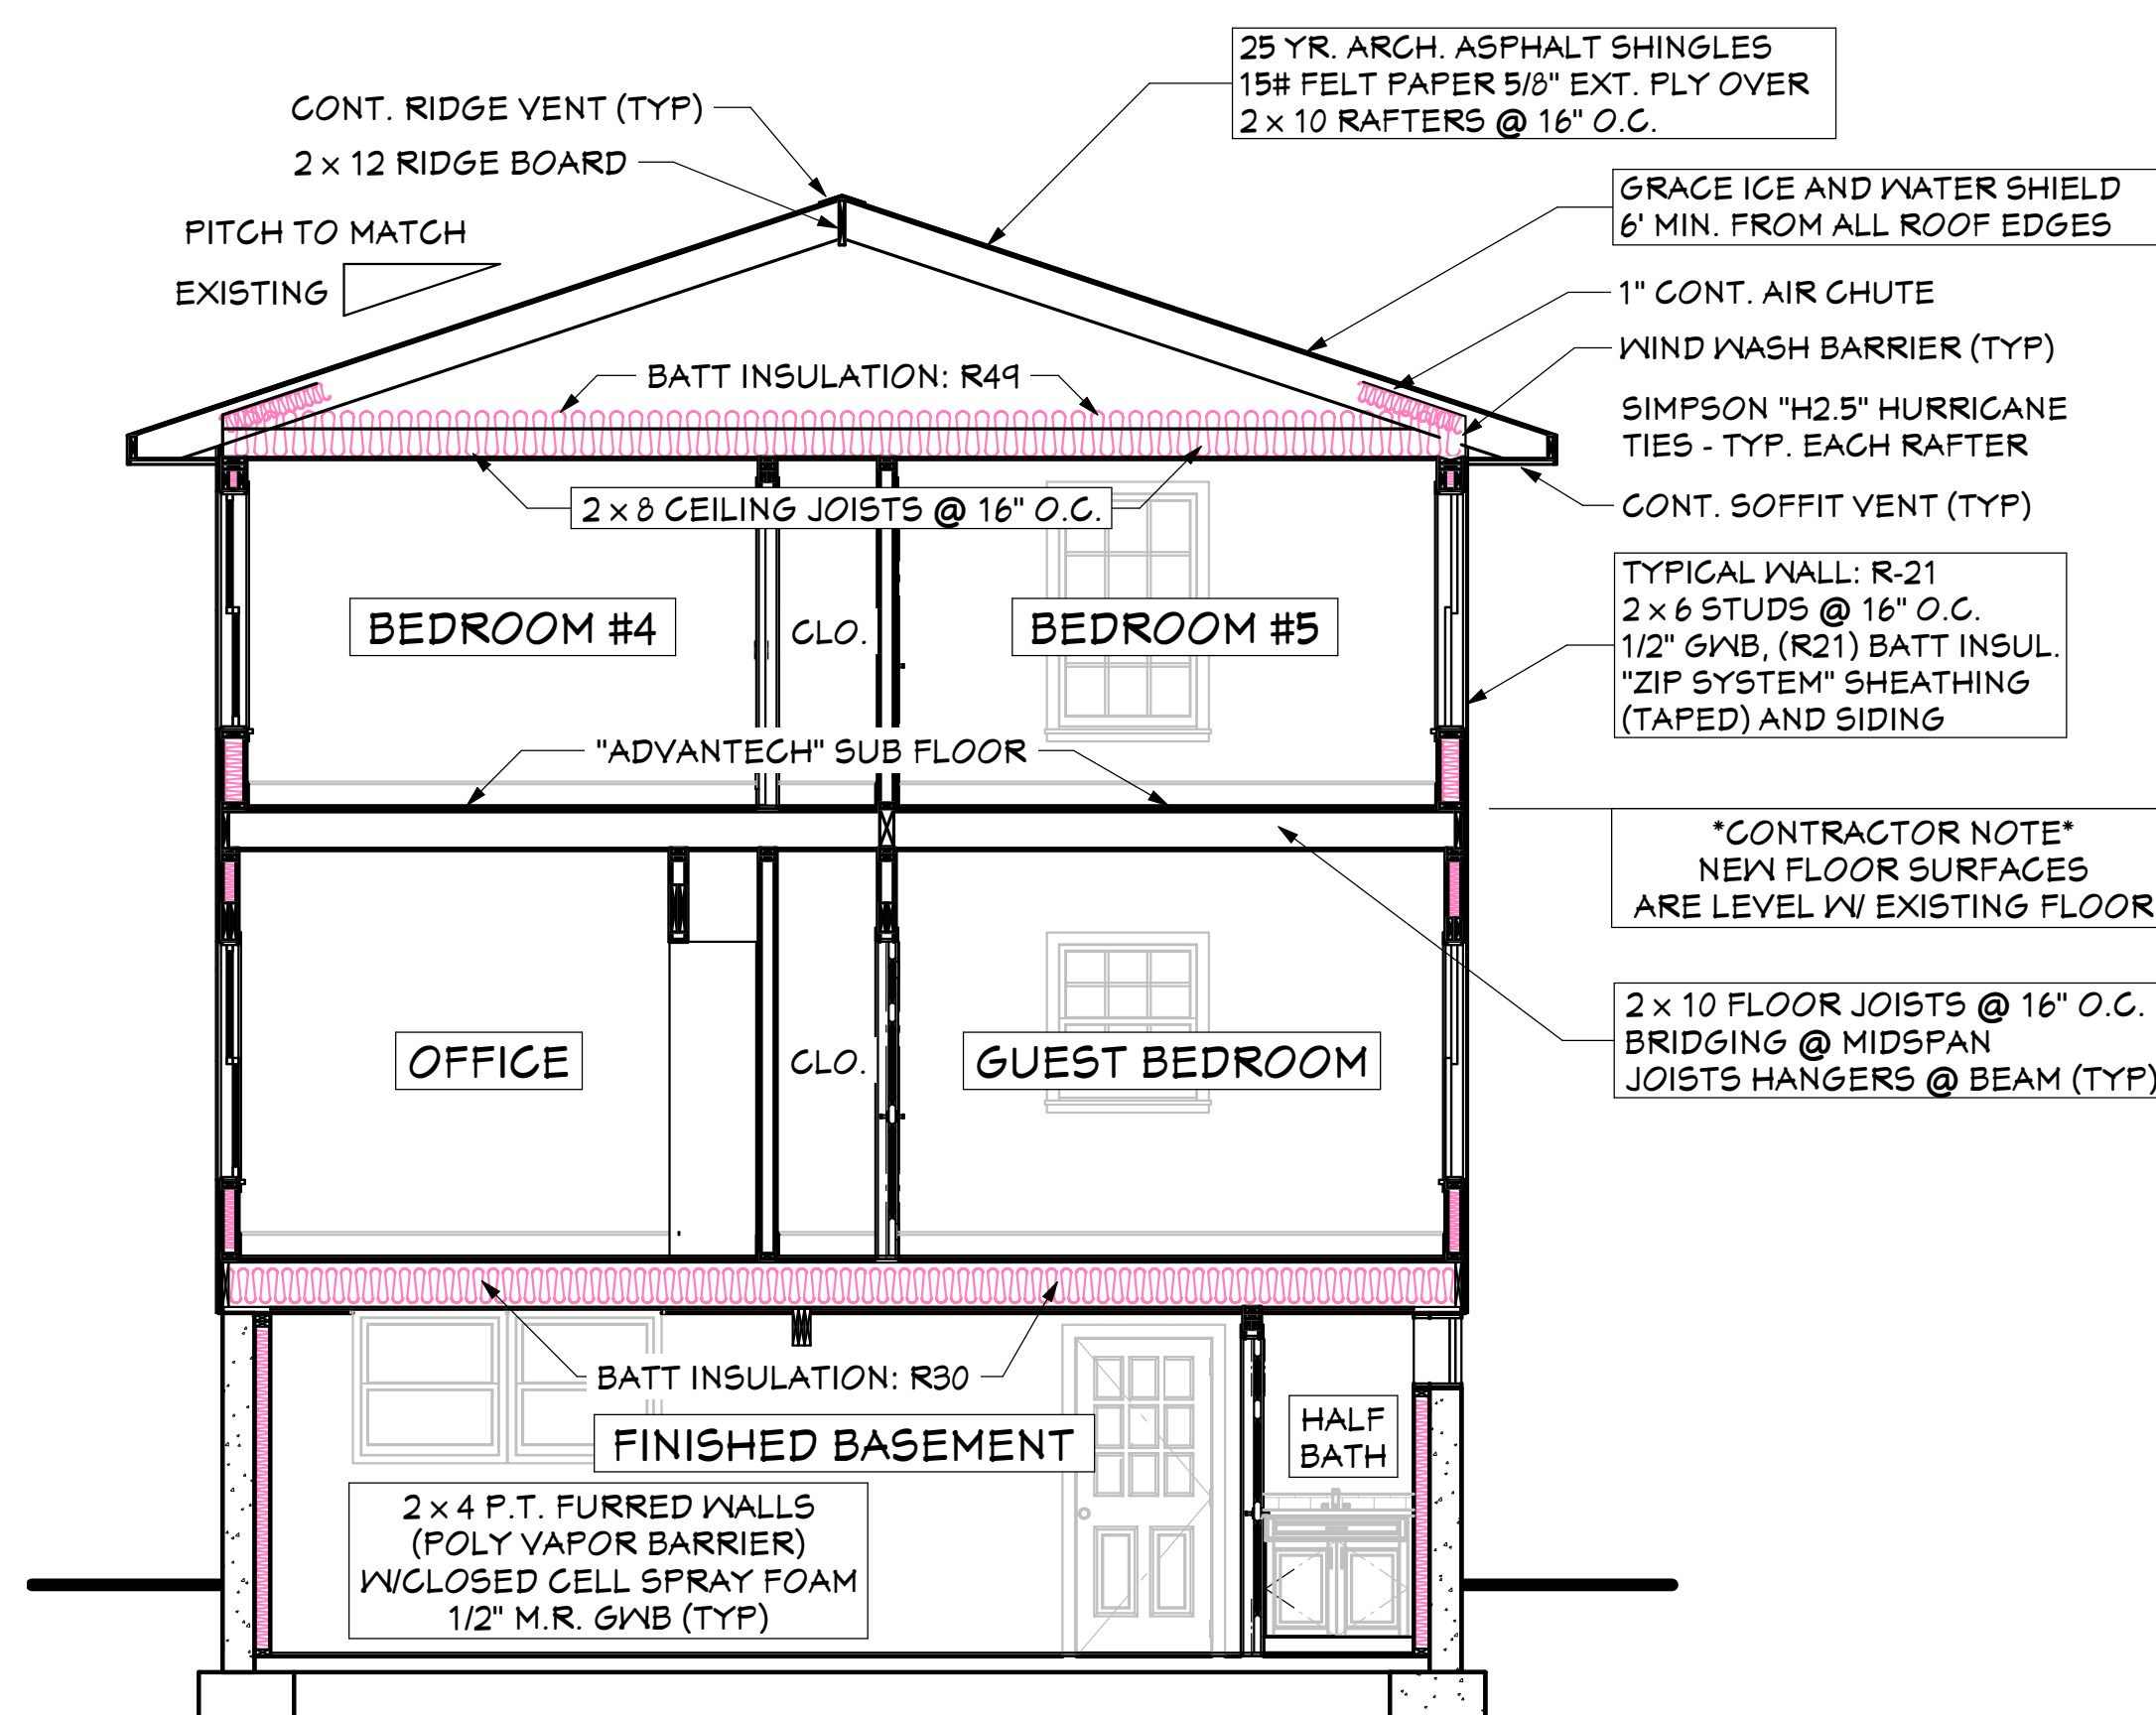 25 YR. ARCH. ASPHALT SHINGLES
15# FELT PAPER 5/8" EXT. PLY OVER
2 x 10 RAFTERS @ 16" O.C.
CONT. RIDGE VENT (TYP)
2 x 12 RIDGE BOARD
GRACE ICE AND WATER SHIELD
6' MIN. FROM ALL ROOF EDGES
PITCH TO MATCH
EXISTING
1" CONT. AIR CHUTE
WIND WASH BARRIER (TYP)
BATT INSULATION: R49
SIMPSON "H2.5" HURRICANE
TIES - TYP. EACH RAFTER
2 x 8 CEILING JOISTS @ 16" O.C.
CONT. SOFFIT VENT (TYP)
TYPICAL WALL: R-21
2 x 6 STUDS @ 16" O.C.
1/2" GWB, (R21) BATT INSUL.
"ZIP SYSTEM" SHEATHING
(TAPED) AND SIDING
BEDROOM #4
CLO.
BEDROOM #5
"ADVANTECH" SUB FLOOR
*CONTRACTOR NOTE*
NEW FLOOR SURFACES
ARE LEVEL W/ EXISTING FLOOR
2 x 10 FLOOR JOISTS @ 16" O.C.
BRIDGING @ MIDSPAN
JOISTS HANGERS @ BEAM (TYP)
OFFICE
CLO.
GUEST BEDROOM
BATT INSULATION: R30
FINISHED BASEMENT
HALF
BATH
2 x 4 P.T. FURRED WALLS
(POLY VAPOR BARRIER)
W/CLOSED CELL SPRAY FOAM
1/2" M.R. GWB (TYP)